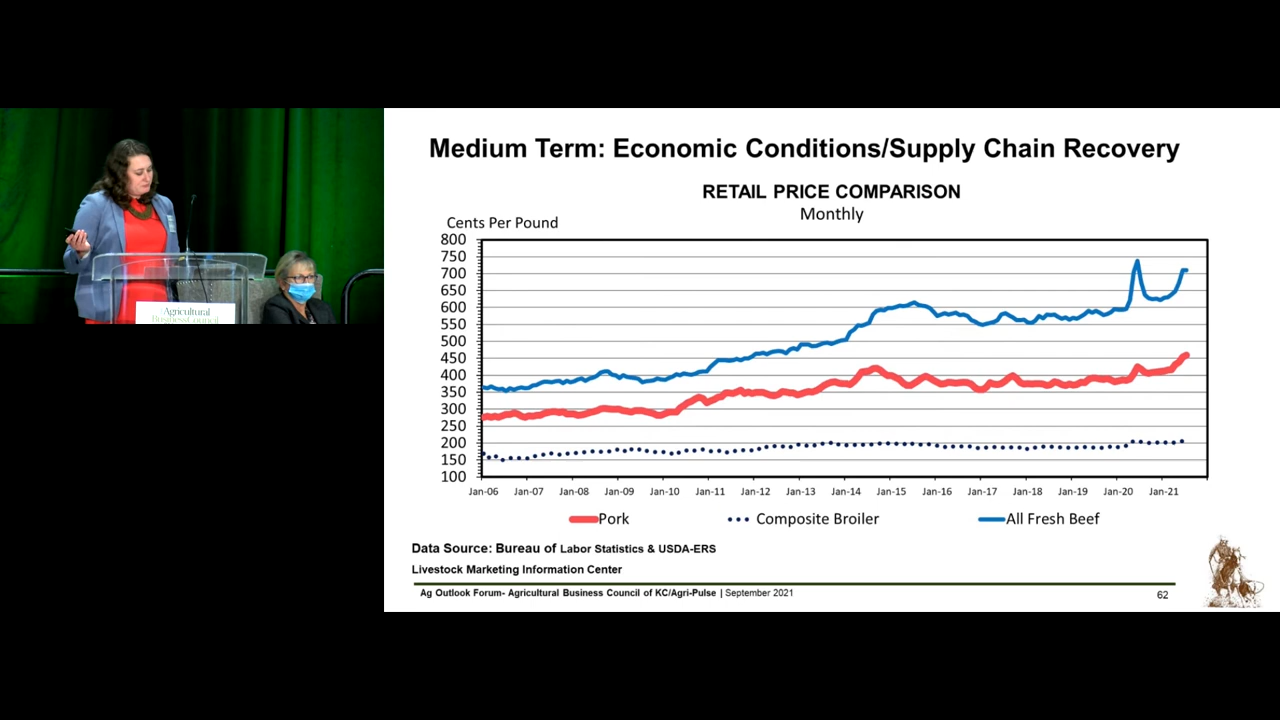 Medium Term: Economic Conditions/Supply Chain Recovery
RETAIL PRICE COMPARISON
Monthly
Cents Per Pound
800
750
700
650
600
550
500
450
400
350
300
250
200
150
100
Jan-06 Jan-07 Jan-08 Jan-09 Jan-10 Jan-11 Jan-12 Jan-13 Jan-14 Jan-15 Jan-16 Jan-17 Jan-18 Jan-19 Jan-20 Jan-21
Pork Composite Broiler All Fresh Beef
Data Source: Bureau of Labor Statistics & USDA-ERS
Livestock Marketing Information Center
Ag Outlook Forum- Agricultural Business Council of KC/Agri-Pulse | September 2021
62
Agricultural
Business Council